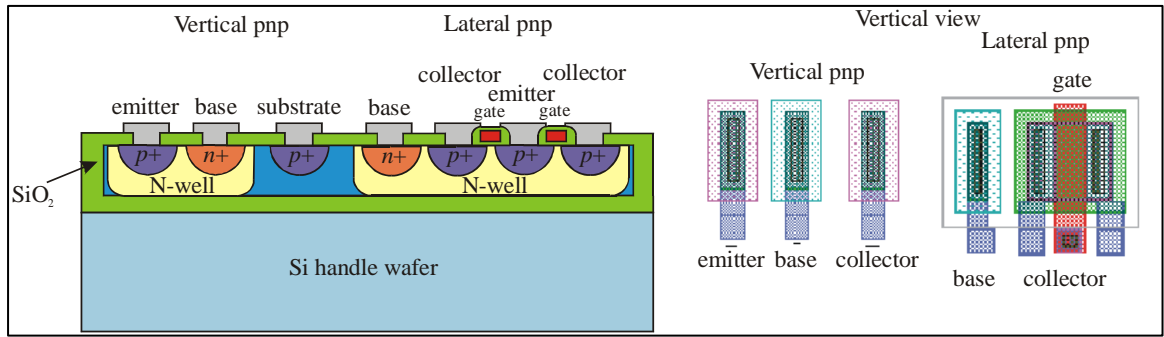 Vertical pnp
Lateral pnp
collector
collector
emitter
emitter
base
substrate
base
gate
gate
p+
n+
p+
n+
p+
p+
p+
N-well
N-well
SiO2
Si handle wafer
Vertical view
Lateral pnp
Vertical pnp
gate
emitter
base
collector
base
collector